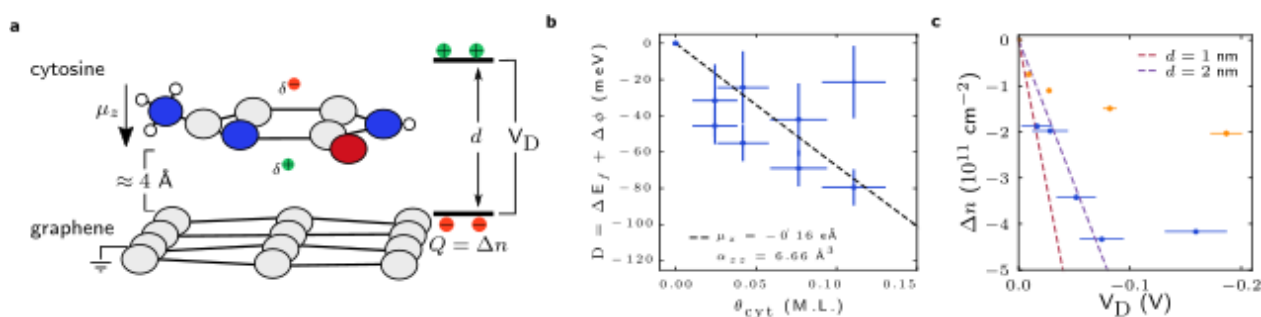 a
cytosine
δ⊖
μz
δ⊕
≈ 4 Å
graphene
Q = Δn
d
VD
b
D = ΔEf + Δϕ (meV)
0
−20
−40
−60
−80
−100
−120
μz = −0 16 eÅ
αzz = 6.66 Å³
0.00
0.05
0.10
0.15
θcyt (M.L.)
c
Δn (10¹¹ cm⁻²)
0
−1
−2
−3
−4
−5
d = 1 nm
d = 2 nm
0.0
−0.1
−0.2
VD (V)